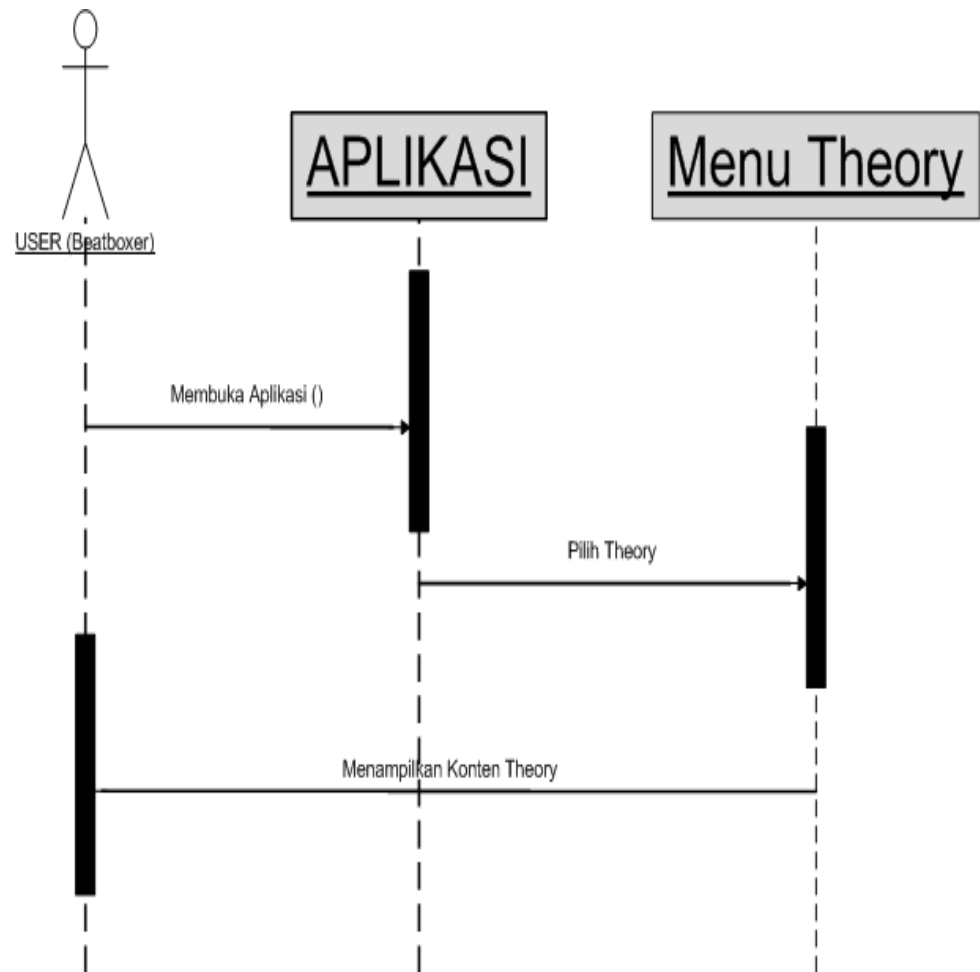 APLIKASI
Menu Theory
USER (Beatboxer)
Membuka Aplikasi ()
Pilih Theory
Menampilkan Konten Theory